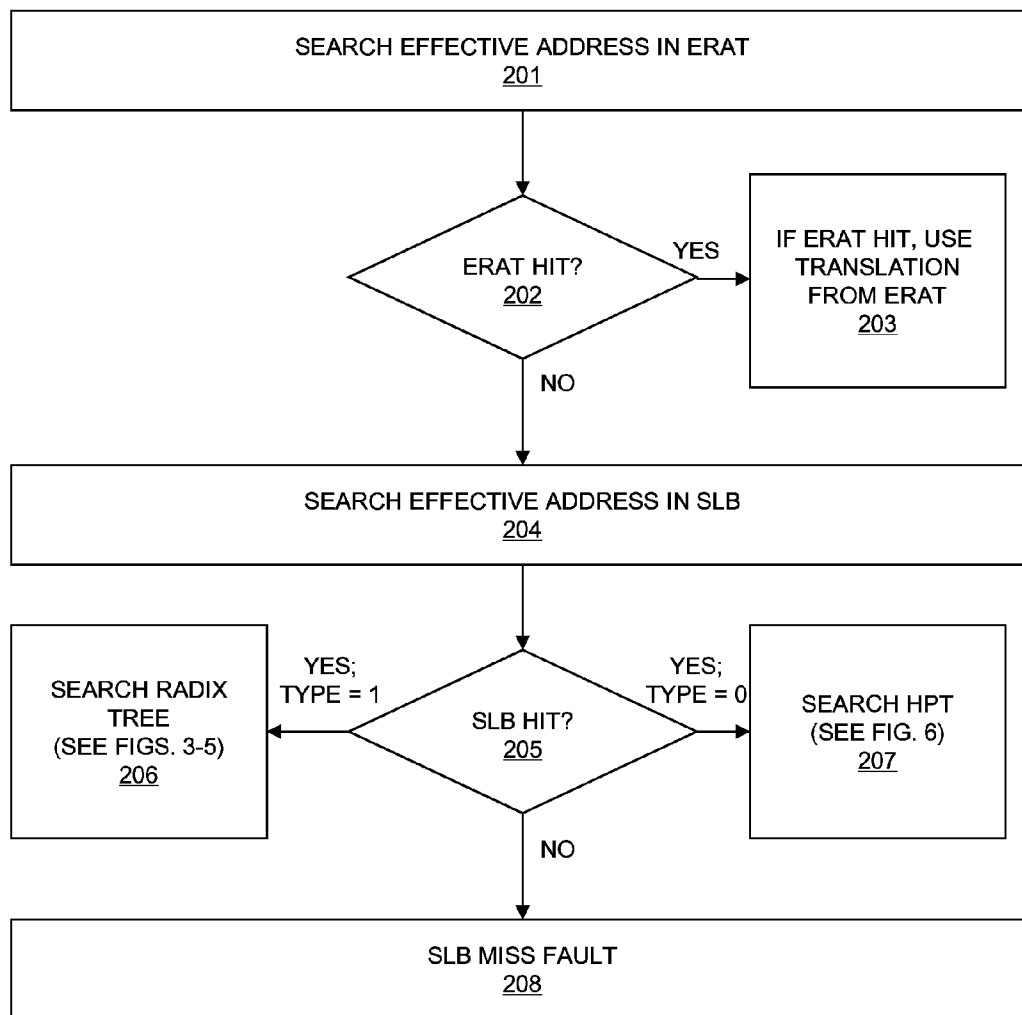 SEARCH EFFECTIVE ADDRESS IN ERAT
201
ERAT HIT?
202
YES
IF ERAT HIT, USE
TRANSLATION
FROM ERAT
203
NO
SEARCH EFFECTIVE ADDRESS IN SLB
204
SEARCH RADIX
TREE
(SEE FIGS. 3-5)
206
YES;
TYPE = 1
SLB HIT?
205
YES;
TYPE = 0
SEARCH HPT
(SEE FIG. 6)
207
NO
SLB MISS FAULT
208